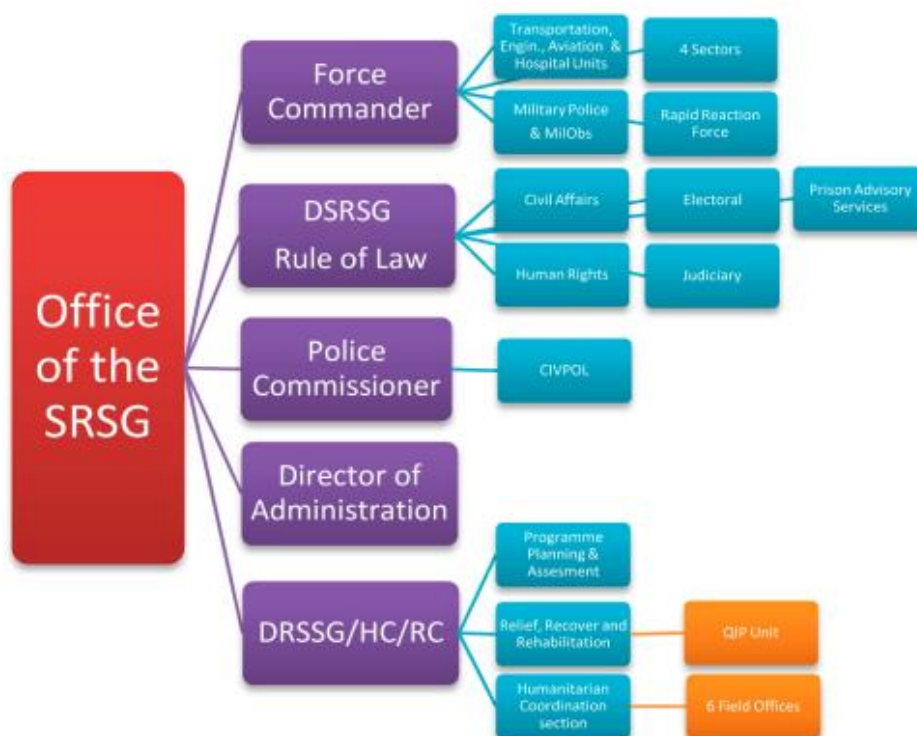 Office
of the
SRSG
Force
Commander
Transportation,
Engin., Aviation &
Hospital Units
4 Sectors
Military Police
& MilObs
Rapid Reaction
Force
DSRSG
Rule of Law
Civil Affairs
Electoral
Prison Advisory
Services
Human Rights
Judiciary
Police
Commissioner
CIVPOL
Director of
Administration
DRSSG/HC/RC
Programme
Planning &
Assesment
Relief, Recover and
Rehabilitation
QIP Unit
Humanitarian
Coordination
section
6 Field Offices